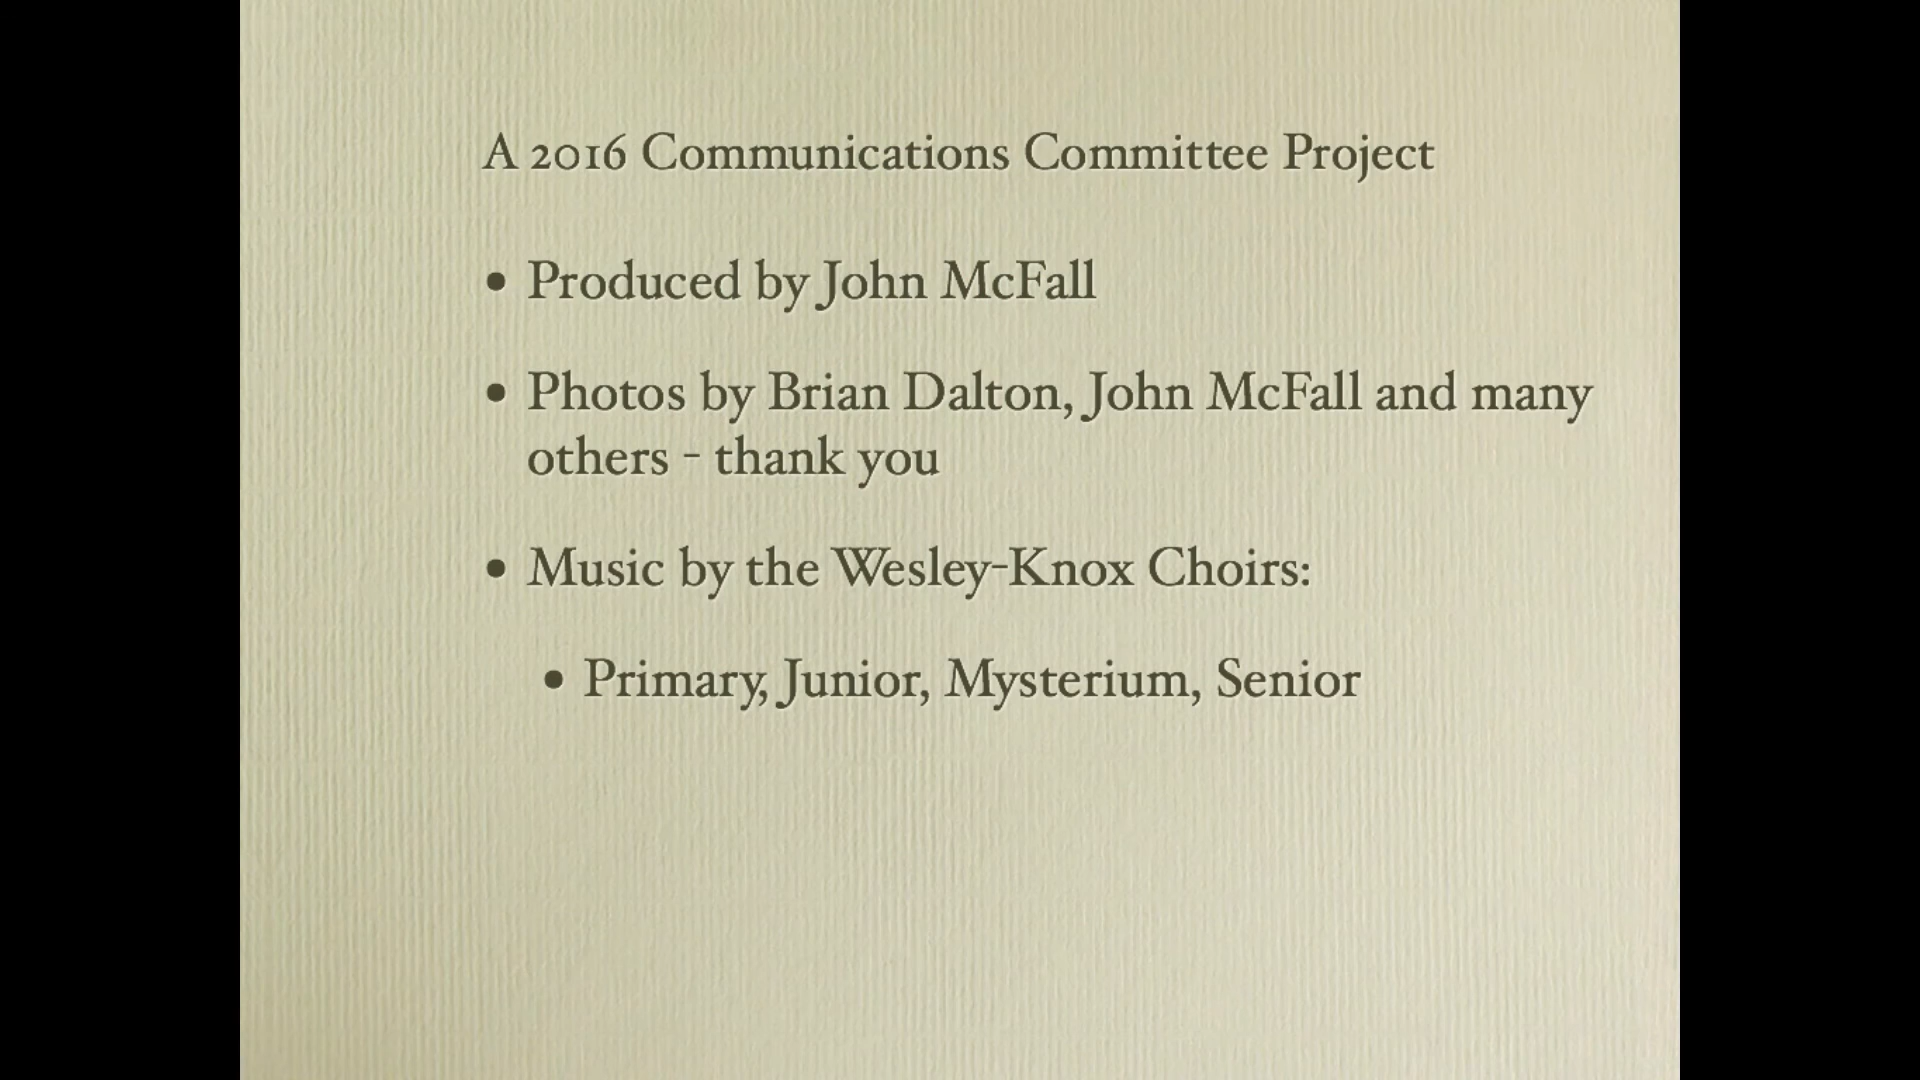 A 2016 Communications Committee Project
• Produced by John McFall
• Photos by Brian Dalton, John McFall and many
others - thank you
• Music by the Wesley-Knox Choirs:
• Primary, Junior, Mysterium, Senior